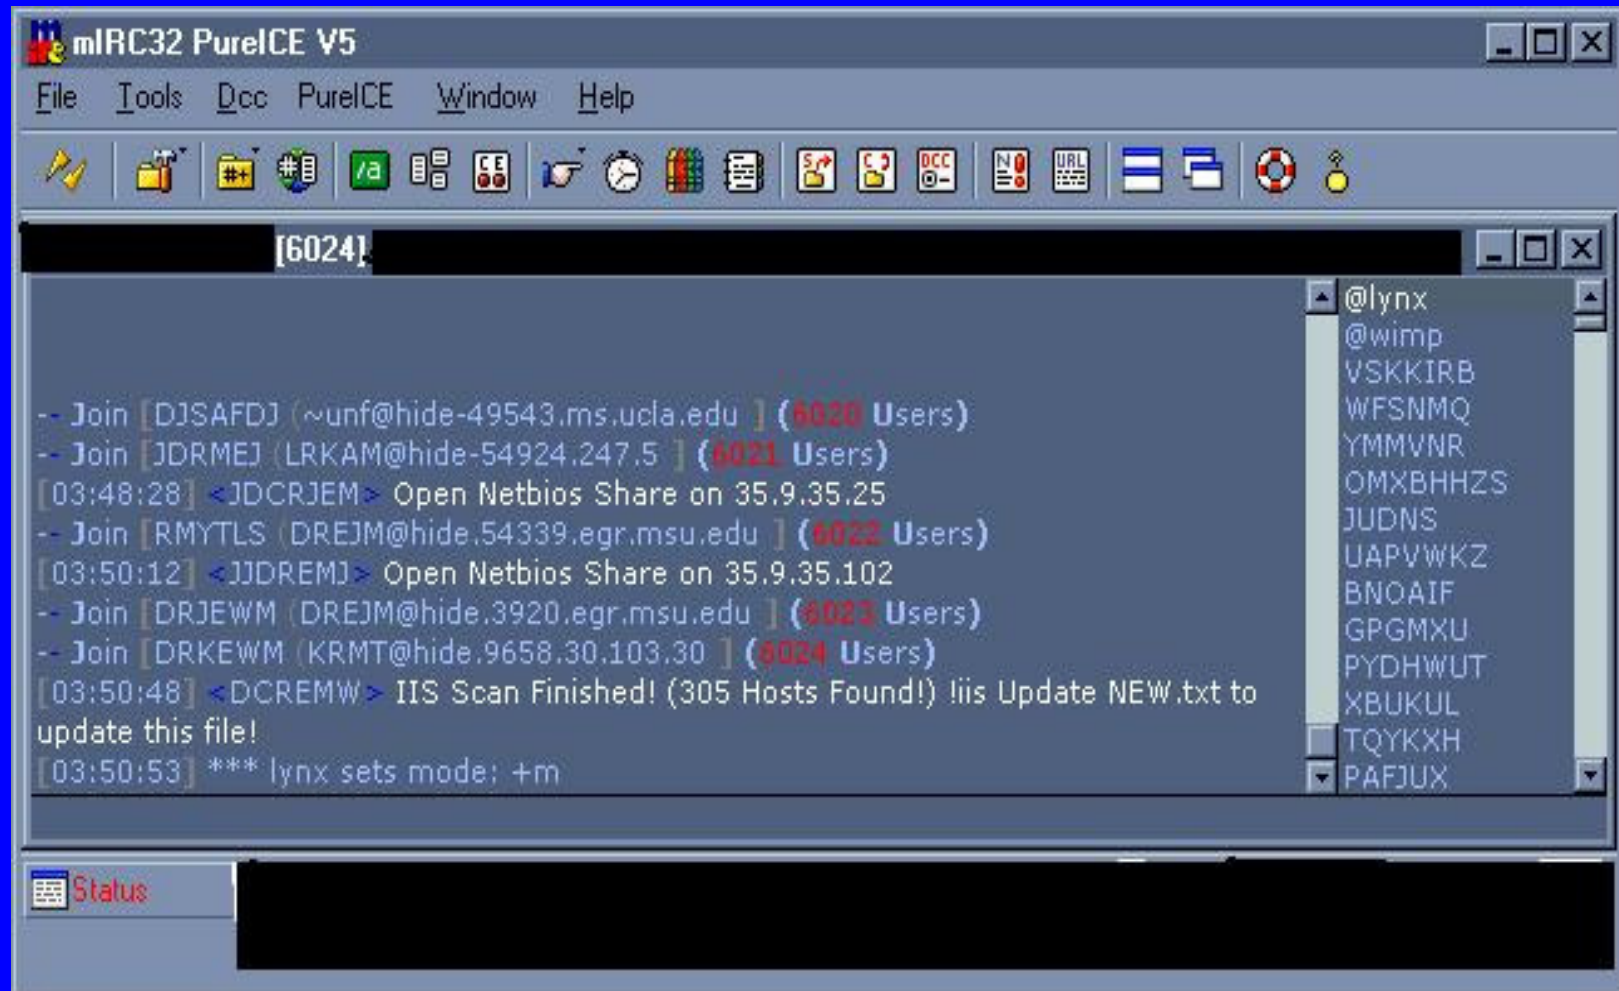 mIRC32 PureICE V5
File Tools Dcc PureICE Window Help
[6024]
-- Join [DJSAFDJ (~unf@hide-49543.ms.ucla.edu ] (6020 Users)
-- Join [JDRMEJ (LRKAM@hide-54924.247.5 ] (6021 Users)
[03:48:28] <JDCRJEM> Open Netbios Share on 35.9.35.25
-- Join [RMYTLS (DREJM@hide.54339.egr.msu.edu ] (6022 Users)
[03:50:12] <JJDREMJ> Open Netbios Share on 35.9.35.102
-- Join [DRJEWM (DREJM@hide.3920.egr.msu.edu ] (6023 Users)
-- Join [DRKEWM (KRMT@hide.9658.30.103.30 ] (6024 Users)
[03:50:48] <DCREMW> IIS Scan Finished! (305 Hosts Found!) !iis Update NEW.txt to
update this file!
[03:50:53] *** lynx sets mode: +m
@lynx
@wimp
VSKKIRB
WFSNMQ
YMMVNR
OMXBHHZS
JUDNS
UAPVWKZ
BNOAIF
GPGMXU
PYDHWUT
XBUKUL
TQYKXH
PAFJUX
Status